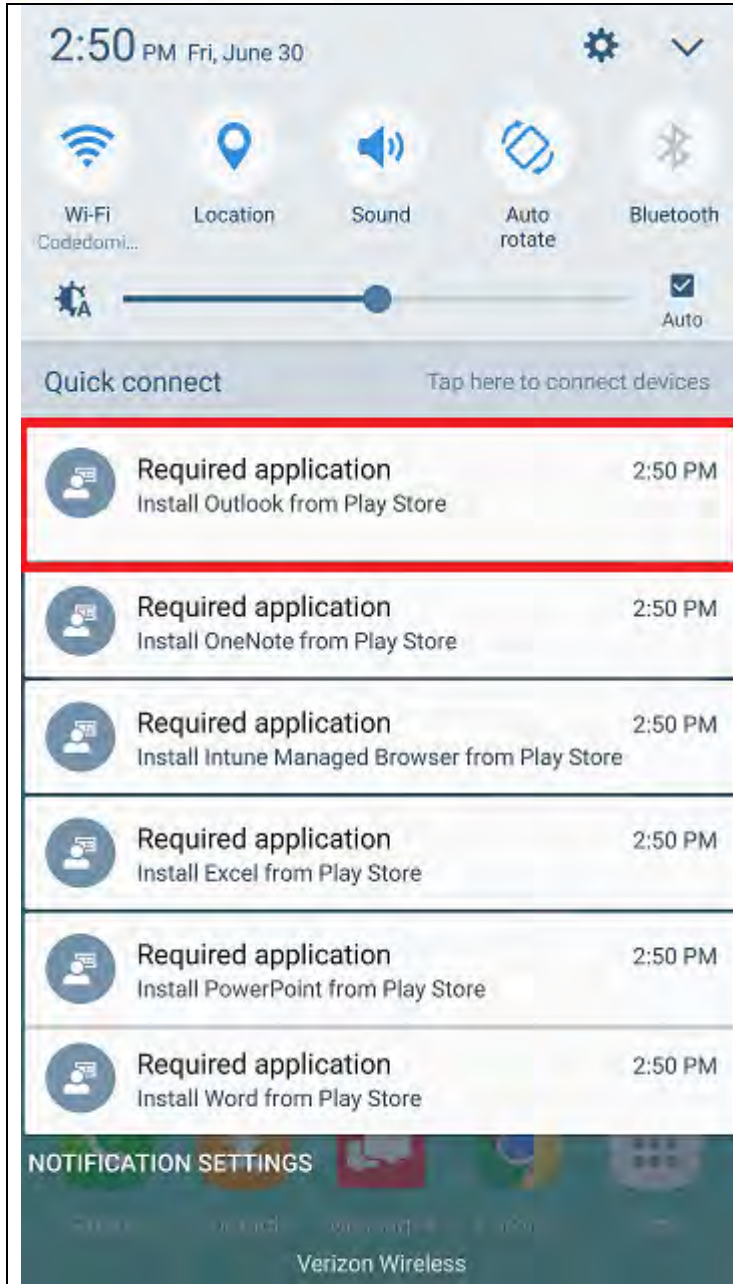 2:50 PM Fri, June 30
Wi-Fi
Codedomi...
Location
Sound
Auto
rotate
Bluetooth
A
Auto
Quick connect
Tap here to connect devices
Required application 2:50 PM
Install Outlook from Play Store
Required application 2:50 PM
Install OneNote from Play Store
Required application 2:50 PM
Install Intune Managed Browser from Play Store
Required application 2:50 PM
Install Excel from Play Store
Required application 2:50 PM
Install PowerPoint from Play Store
Required application 2:50 PM
Install Word from Play Store
NOTIFICATION SETTINGS
Verizon Wireless